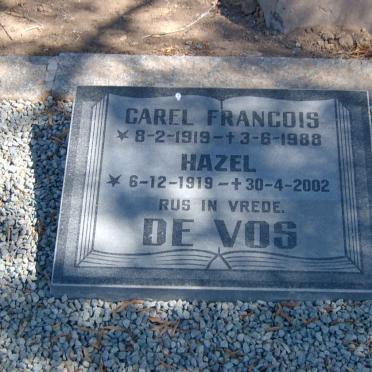 CAREL FRANCOIS
* 8-2-1919 - † 3-6-1988
HAZEL
* 6-12-1919 - † 30-4-2002
RUS IN VREDE.
DE VOS